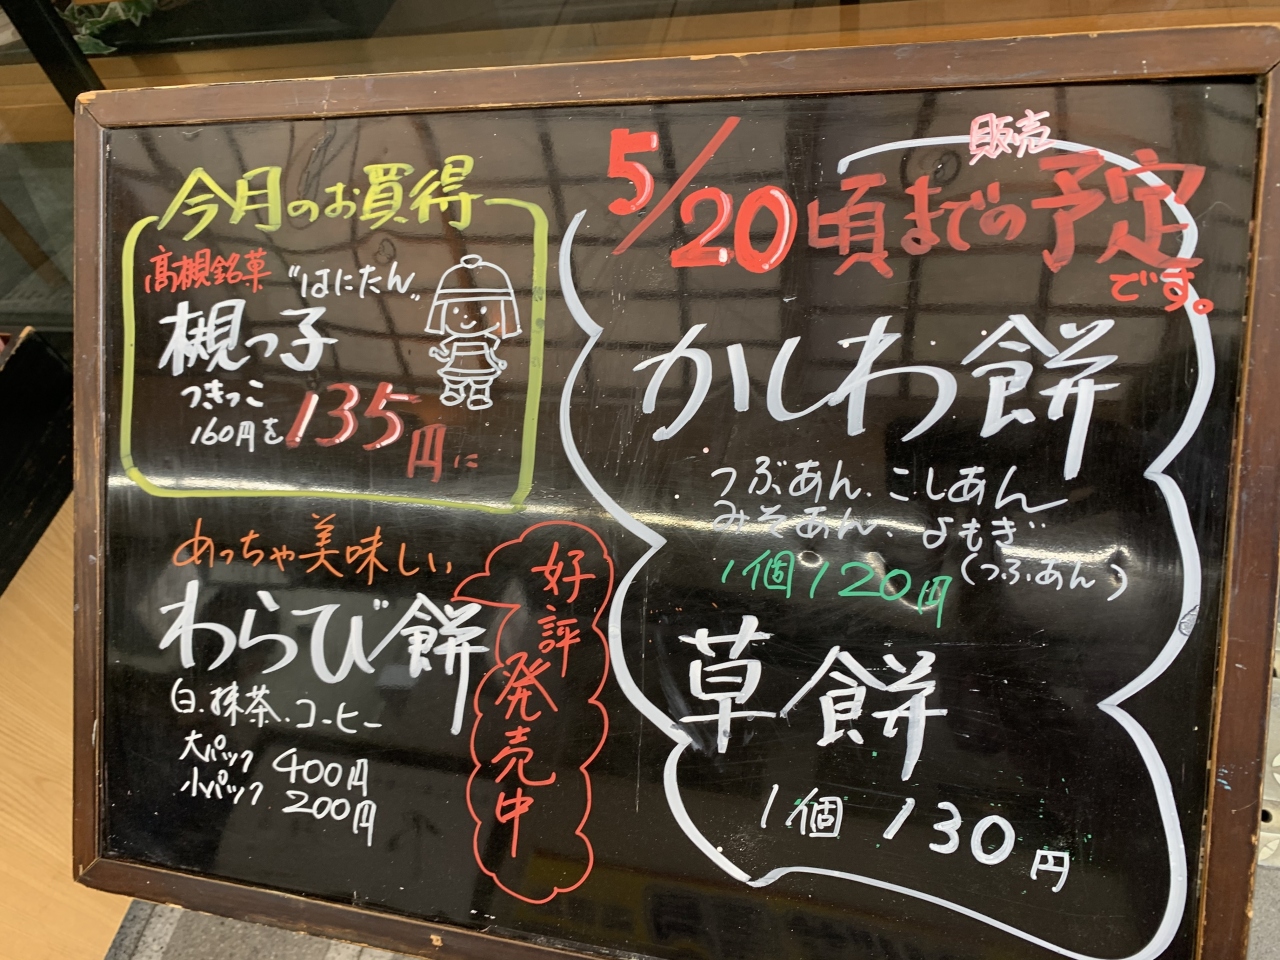 今月のお買得
高槻銘菓
"はにたん"
槻っ子
つきっこ
160円を135円に
めっちゃ美味しい
わらび餅
白、抹茶、コーヒー
大パック 400円
小パック 200円
好評発売中
販売
5/20頃までの予定
です。
かしわ餅
つぶあん、こしあん
みそあん、よもぎ
(つぶあん)
1個120円
草餅
1個 130円